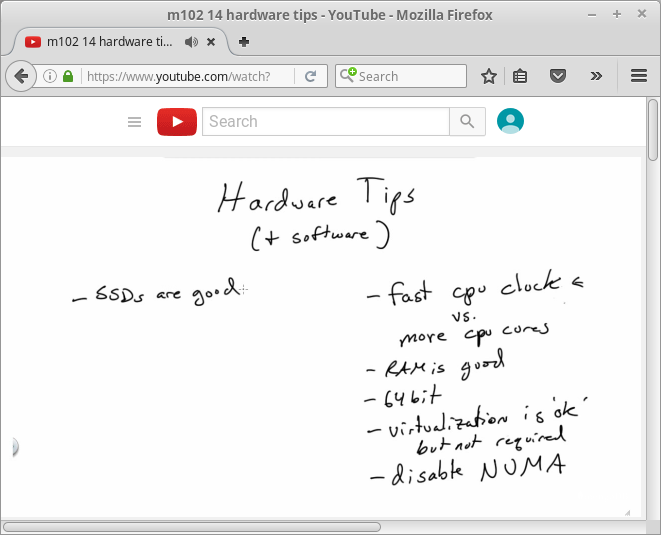 m102 14 hardware tips - YouTube - Mozilla Firefox
m102 14 hardware ti...
https://www.youtube.com/watch?
Search
Search
Hardware Tips
(+ software)
- SSDs are good
- fast cpu clock ←
vs.
more cpu cores
- RAM is good
- 64 bit
- virtualization is 'ok'
but not required
- disable NUMA